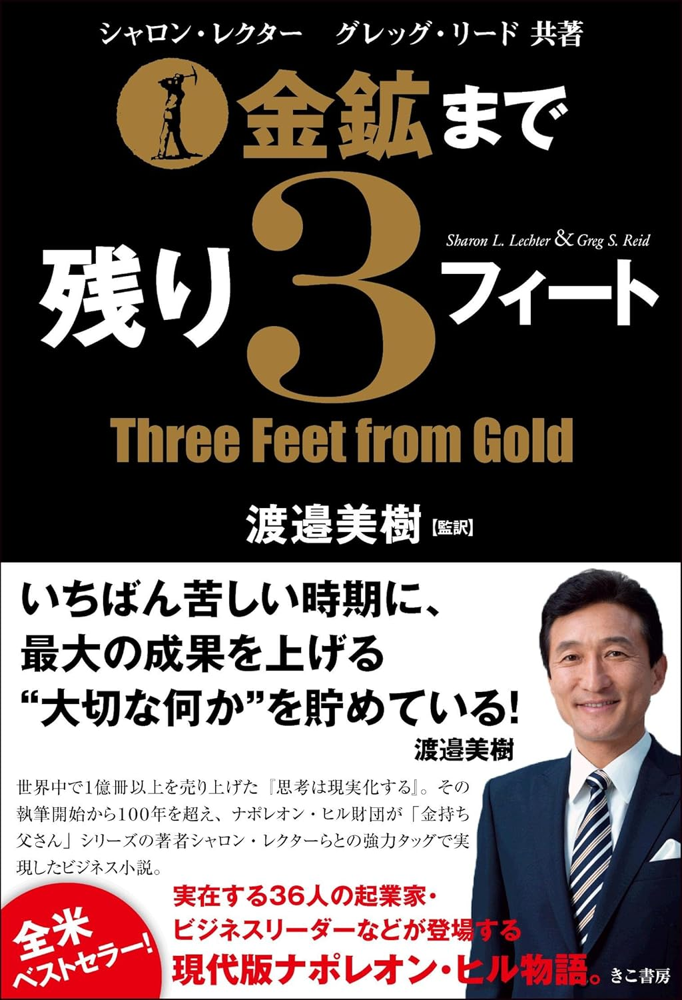 シャロン・レクター　グレッグ・リード 共著
金鉱まで
残り3フィート
Sharon L. Lechter & Greg S. Reid
Three Feet from Gold
渡邉美樹【監訳】
いちばん苦しい時期に、
最大の成果を上げる
“大切な何か”を貯めている!
渡邉美樹
世界中で1億冊以上を売り上げた『思考は現実化する』。その
執筆開始から100年を超え、ナポレオン・ヒル財団が「金持ち
父さん」シリーズの著者シャロン・レクターらとの強力タッグで実
現したビジネス小説。
全米
ベストセラー!
実在する36人の起業家・
ビジネスリーダーなどが登場する
現代版ナポレオン・ヒル物語。
きこ書房